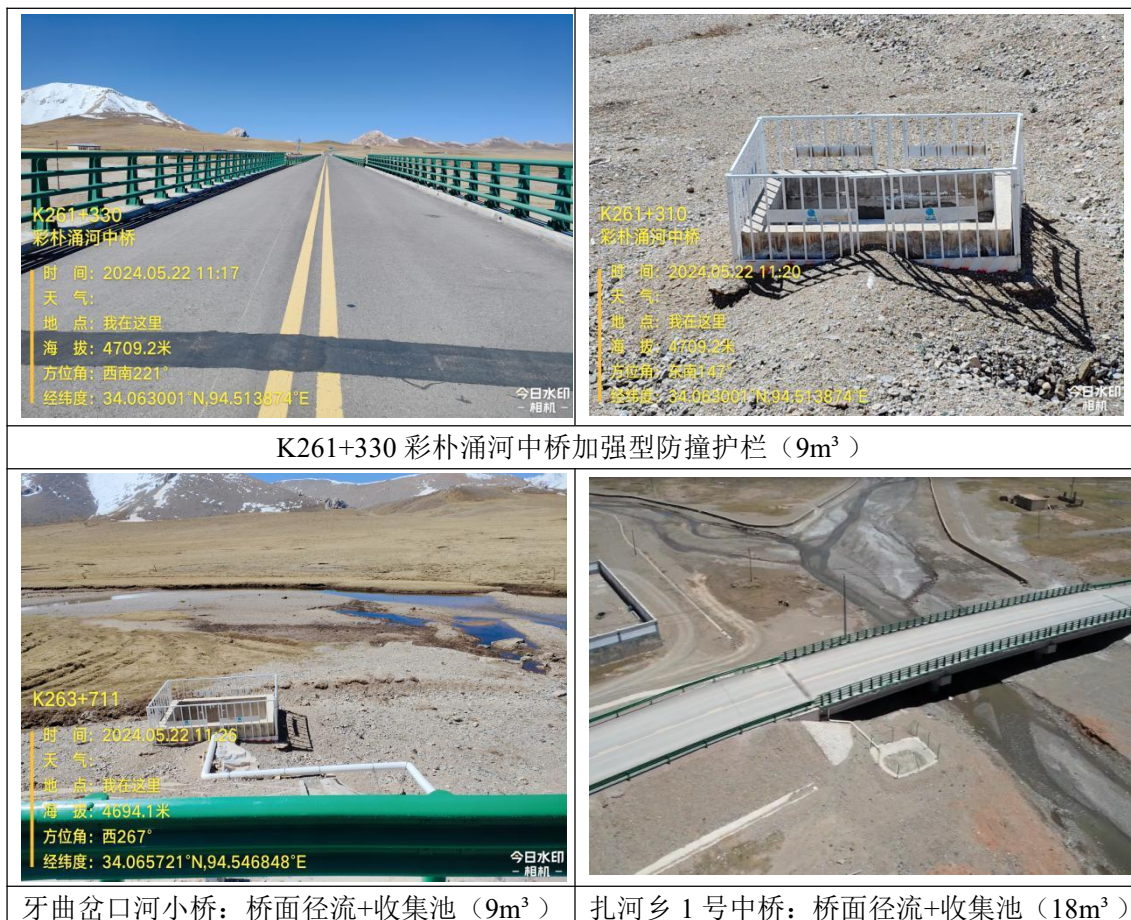 K261+330
彩朴涌河中桥
时 间: 2024.05.22 11:17
天 气:
地 点: 我在这里
海 拔: 4709.2米
方位角: 西南221°
经纬度: 34.063001°N,94.513874°E
今日水印
- 相机 -
K261+310
彩朴涌河中桥
时 间: 2024.05.22 11:20
天 气:
地 点: 我在这里
海 拔: 4709.2米
方位角: 东南147°
经纬度: 34.063001°N,94.513874°E
今日水印
- 相机 -
K261+330 彩朴涌河中桥加强型防撞护栏（9m³）
K263+711
时 间: 2024.05.22 11:26
天 气:
地 点: 我在这里
海 拔: 4694.1米
方位角: 西267°
经纬度: 34.065721°N,94.546848°E
今日水印
- 相机 -
牙曲岔口河小桥：桥面径流+收集池（9m³）
扎河乡 1 号中桥：桥面径流+收集池（18m³）